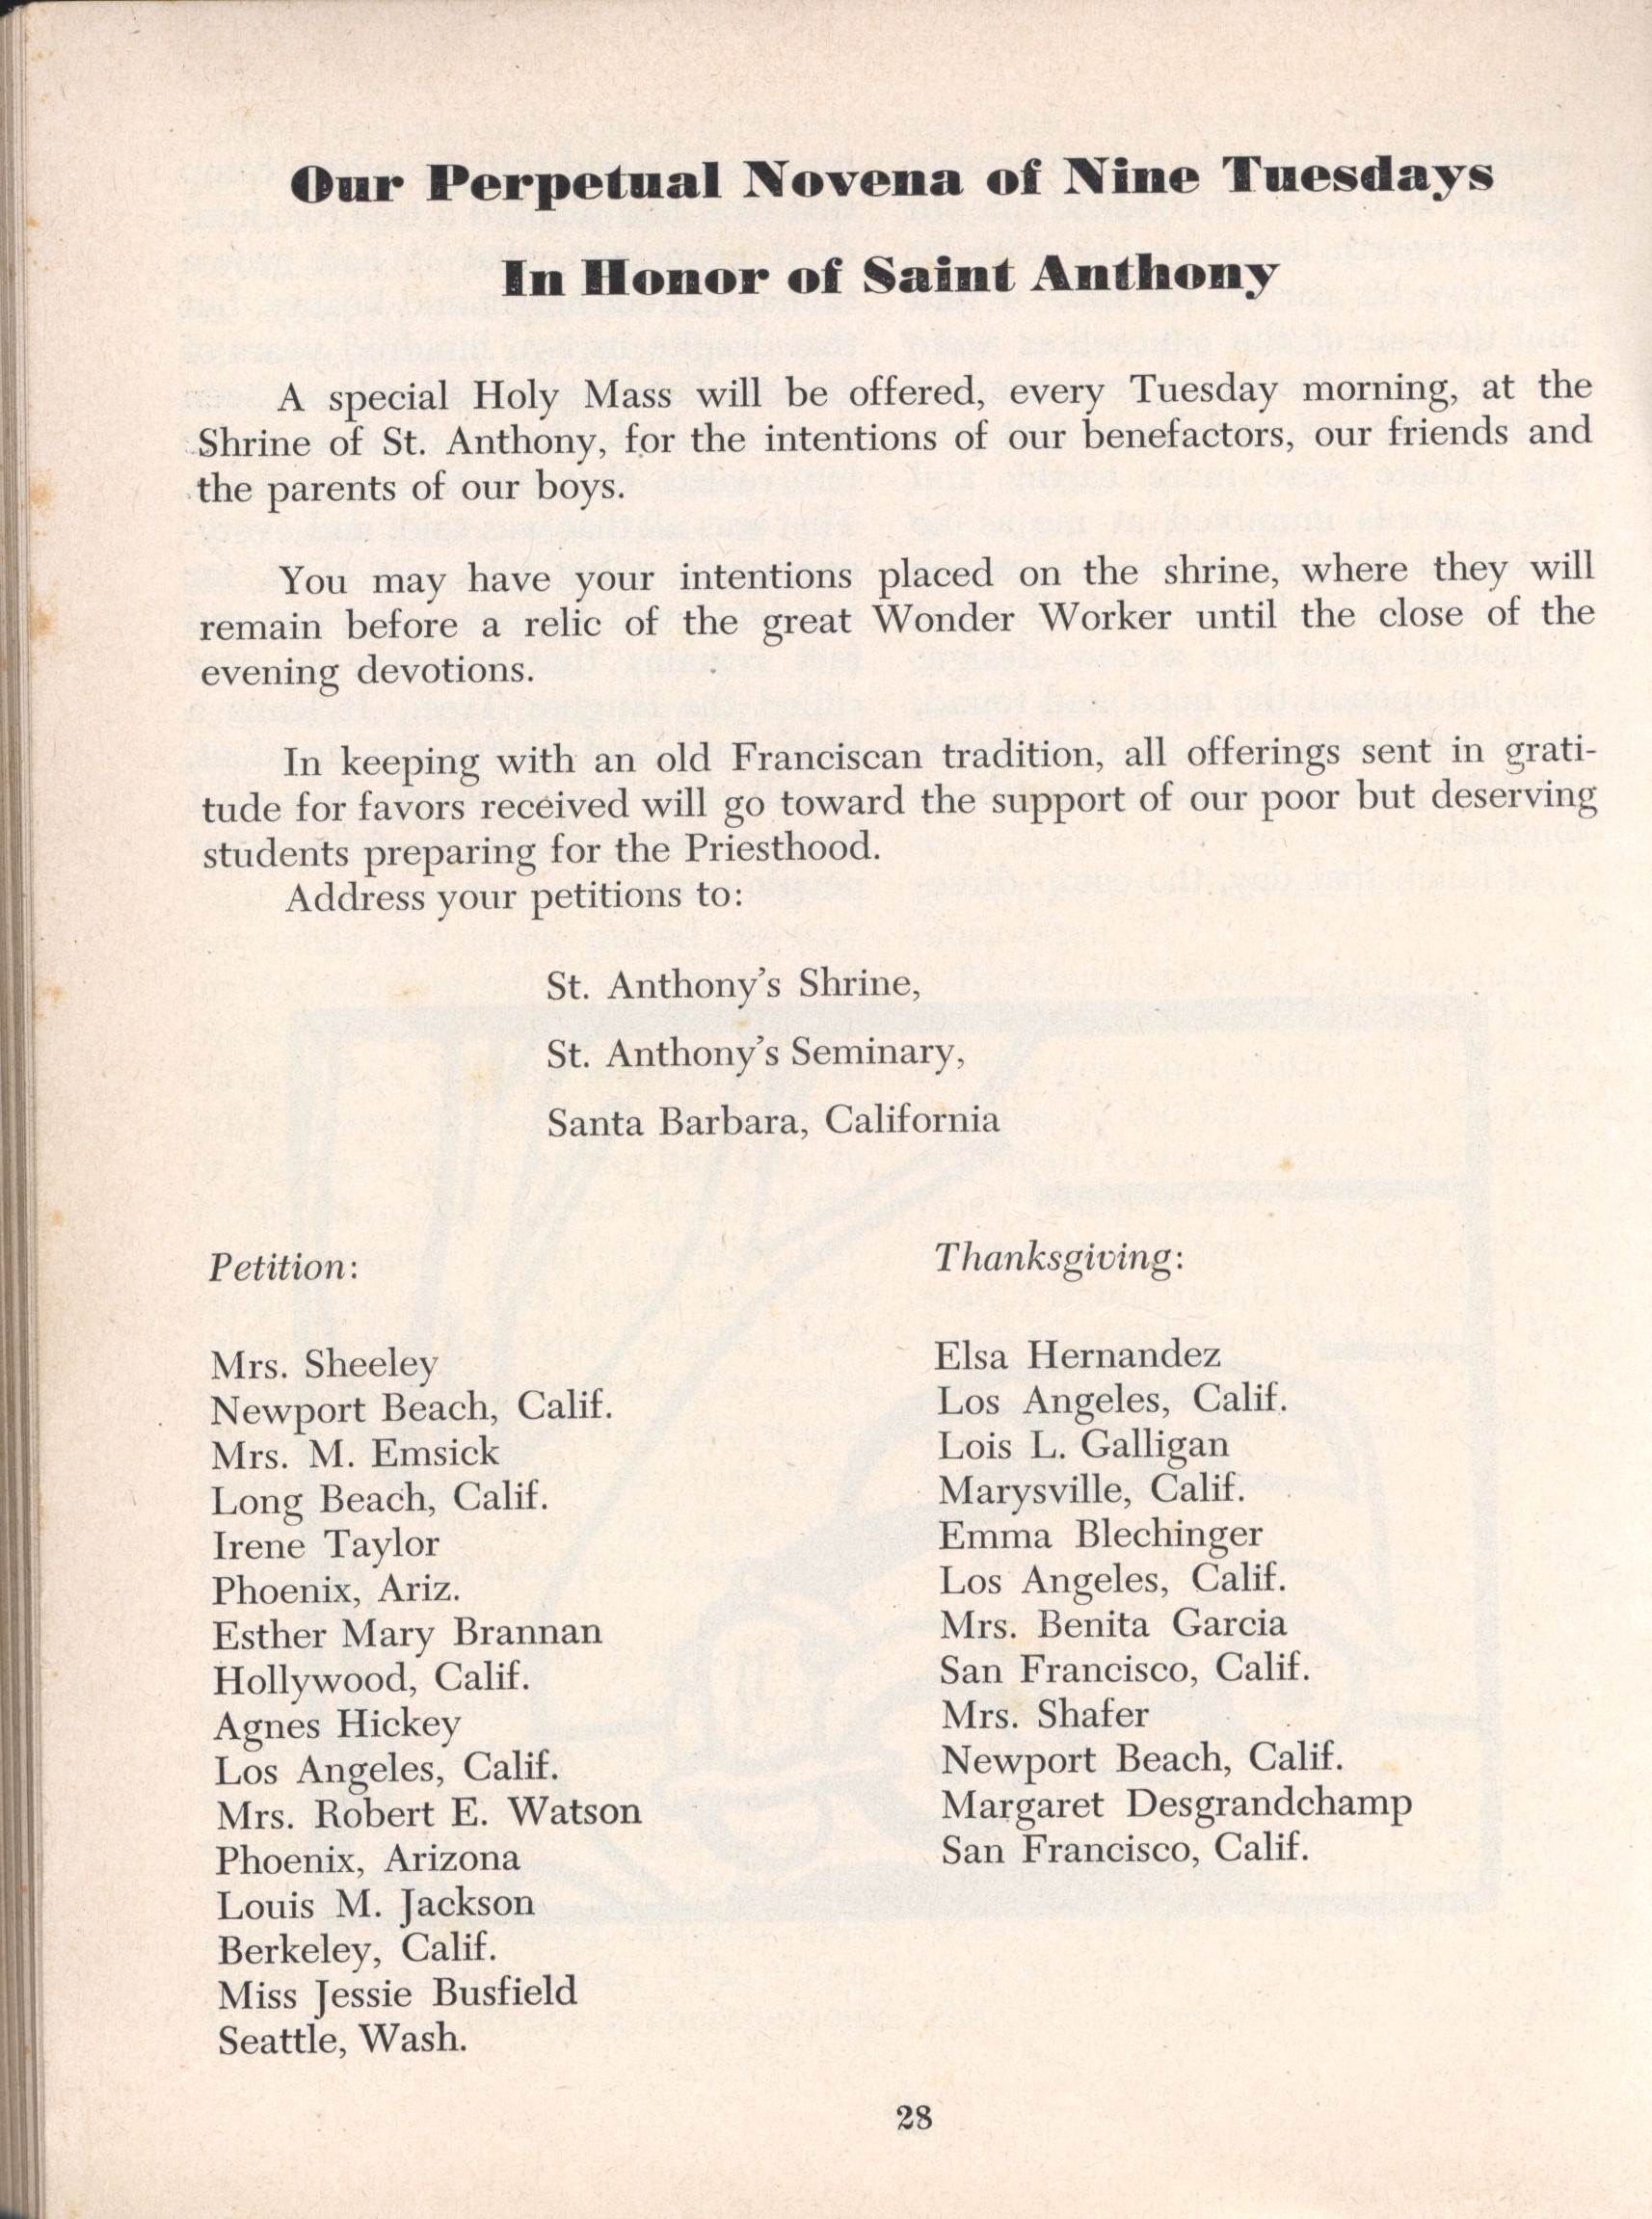 Our Perpetual Novena of Nine Tuesdays
In Honor of Saint Anthony
A special Holy Mass will be offered, every Tuesday morning, at the
Shrine of St. Anthony, for the intentions of our benefactors, our friends and
the parents of our boys.
You may have your intentions placed on the shrine, where they will
remain before a relic of the great Wonder Worker until the close of the
evening devotions.
In keeping with an old Franciscan tradition, all offerings sent in grati-
tude for favors received will go toward the support of our poor but deserving
students preparing for the Priesthood.
Address your petitions to:
St. Anthony's Shrine,
St. Anthony's Seminary,
Santa Barbara, California
Petition:
Mrs. Sheeley
Newport Beach, Calif.
Mrs. M. Emsick
Long Beach, Calif.
Irene Taylor
Phoenix, Ariz.
Esther Mary Brannan
Hollywood, Calif.
Agnes Hickey
Los Angeles, Calif.
Mrs. Robert E. Watson
Phoenix, Arizona
Louis M. Jackson
Berkeley, Calif.
Miss Jessie Busfield
Seattle, Wash.
Thanksgiving:
Elsa Hernandez
Los Angeles, Calif.
Lois L. Galligan
Marysville, Calif.
Emma Blechinger
Los Angeles, Calif.
Mrs. Benita Garcia
San Francisco, Calif.
Mrs. Shafer
Newport Beach, Calif.
Margaret Desgrandchamp
San Francisco, Calif.
28